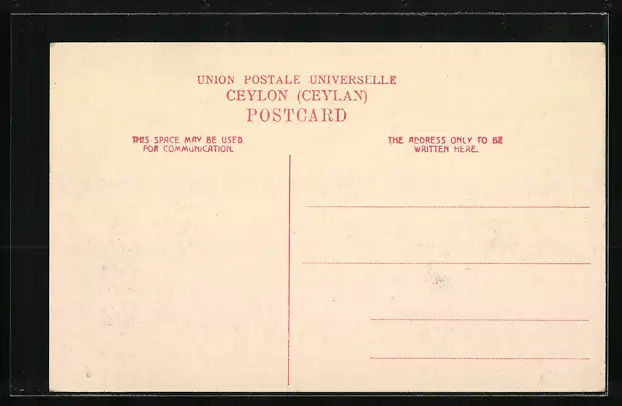 UNION POSTALE UNIVERSELLE
CEYLON (CEYLAN)
POSTCARD
THIS SPACE MAY BE USED
FOR COMMUNICATION.
THE ADDRESS ONLY TO BE
WRITTEN HERE.